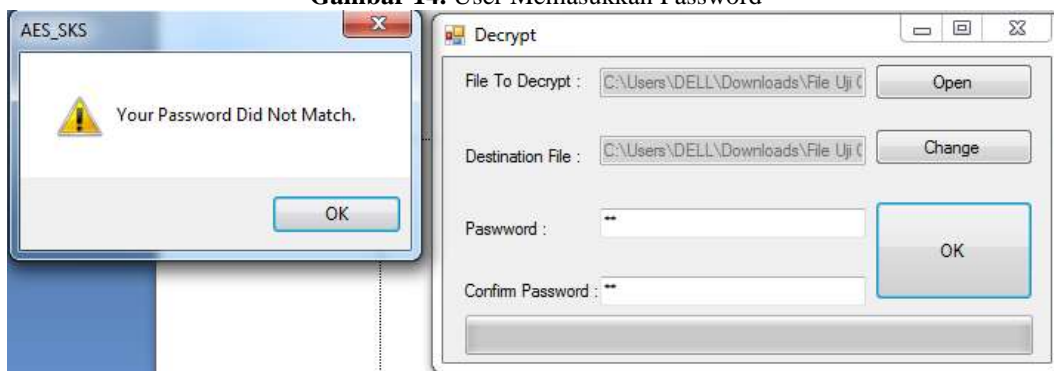 Gambar 14. User Memasukkan Password
AES_SKS
Your Password Did Not Match.
OK
Decrypt
File To Decrypt : C:\Users\DELL\Downloads\File Uji Open
Destination File : C:\Users\DELL\Downloads\File Uji Change
Paswword : **
OK
Confirm Password : **